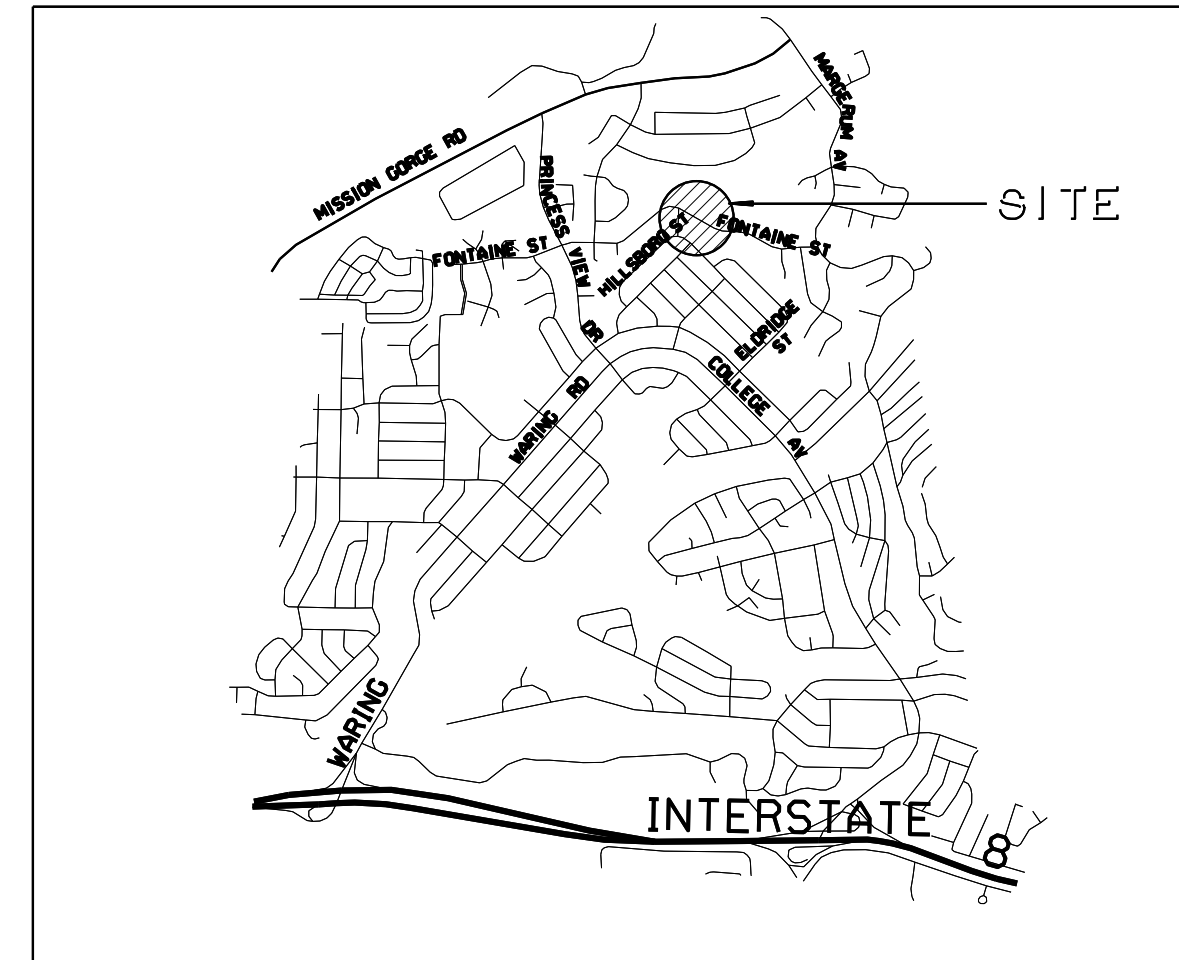 MARGERUM AV
MISSION GORGE RD
PRINCESS VIEW DR
SITE
HILLSBORO ST
FONTAINE ST
FONTAINE ST
ELDRIDGE
ST
COLLEGE AV
WARING RD
WARING
INTERSTATE 8